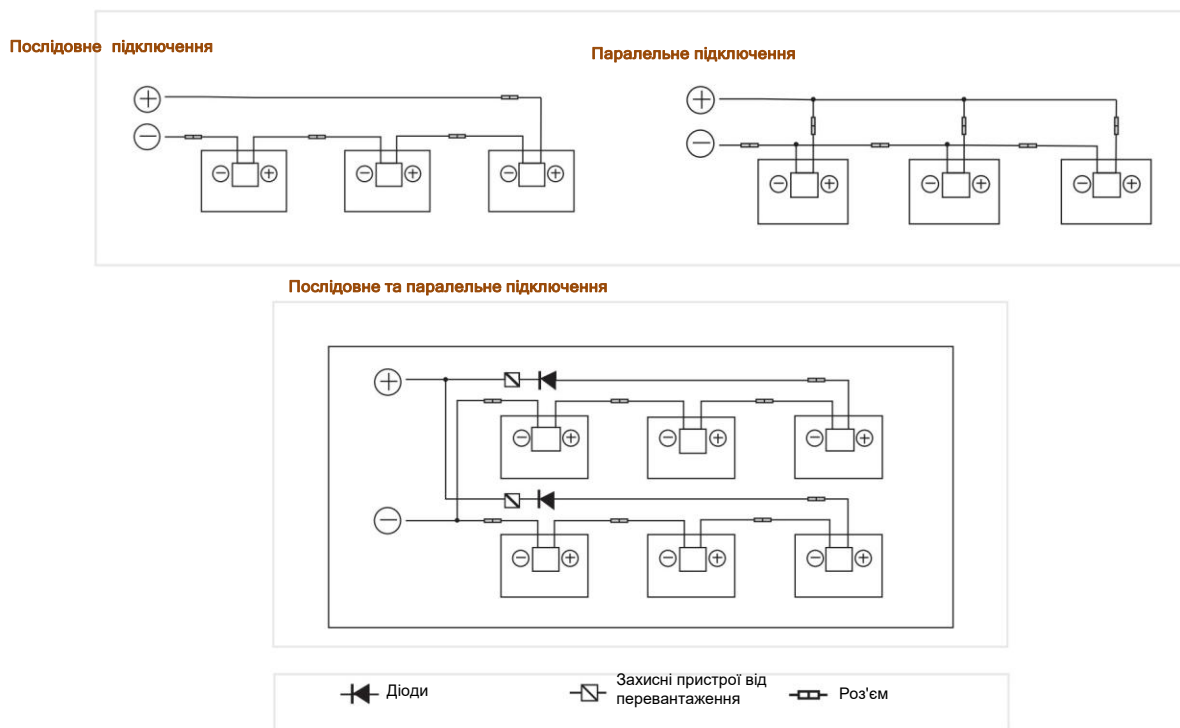 Послідовне підключення
Паралельне підключення
Послідовне та паралельне підключення
Діоди
Захисні пристрої від
перевантаження
Роз'єм